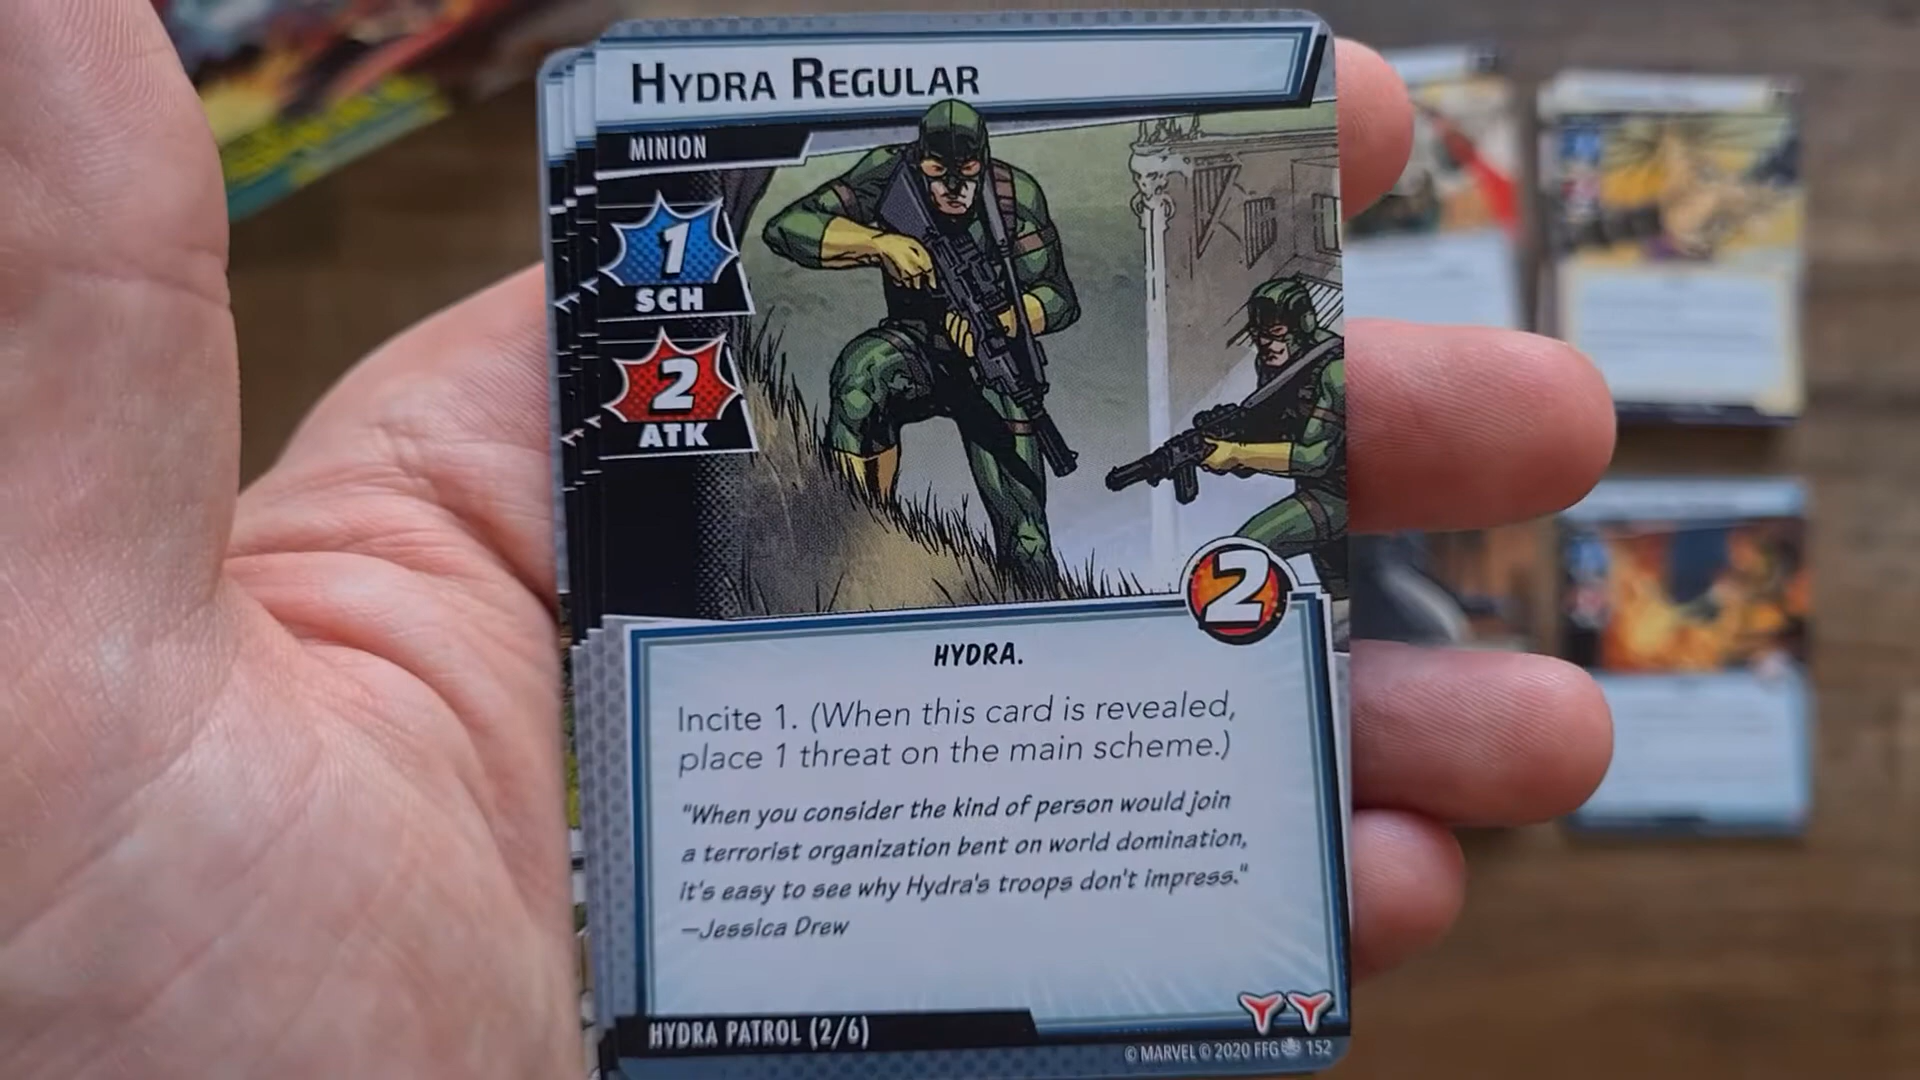 HYDRA REGULAR
MINION
1
SCH
2
ATK
2
HYDRA.
Incite 1. (When this card is revealed,
place 1 threat on the main scheme.)
"When you consider the kind of person would join
a terrorist organization bent on world domination,
it's easy to see why Hydra's troops don't impress."
—Jessica Drew
HYDRA PATROL (2/6)
© MARVEL © 2020 FFG 152